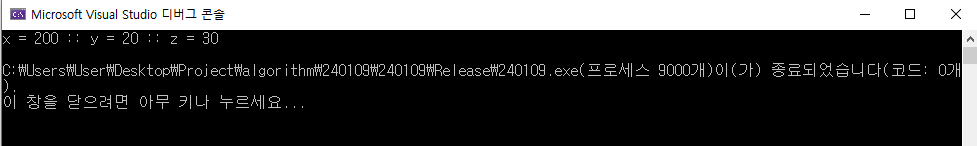 Microsoft Visual Studio 디버그 콘솔
x = 200 :: y = 20 :: z = 30
C:₩Users₩User₩Desktop₩Project₩algorithm₩240109₩240109₩Release₩240109.exe(프로세스 9000개)이(가) 종료되었습니다(코드: 0개
).
이 창을 닫으려면 아무 키나 누르세요...